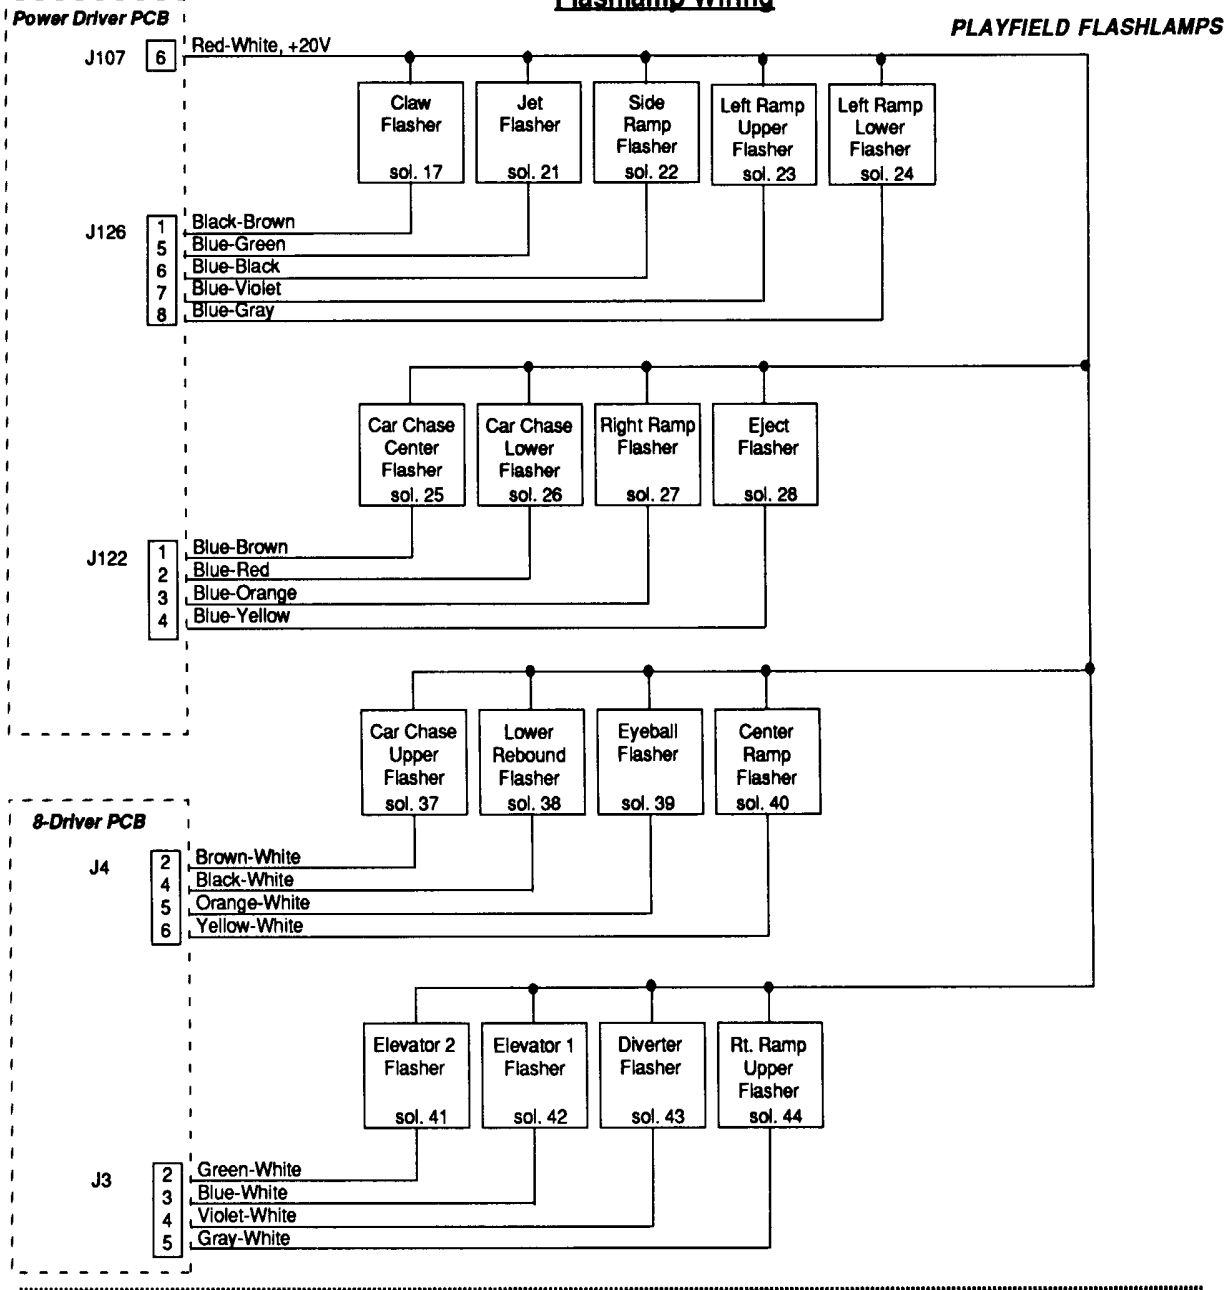 Flashlamp Wiring
Power Driver PCB
PLAYFIELD FLASHLAMPS
J107
6
Red-White, +20V
Claw
Flasher
sol. 17
Jet
Flasher
sol. 21
Side
Ramp
Flasher
sol. 22
Left Ramp
Upper
Flasher
sol. 23
Left Ramp
Lower
Flasher
sol. 24
J126
1
Black-Brown
5
Blue-Green
6
Blue-Black
7
Blue-Violet
8
Blue-Gray
Car Chase
Center
Flasher
sol. 25
Car Chase
Lower
Flasher
sol. 26
Right Ramp
Flasher
sol. 27
Eject
Flasher
sol. 28
J122
1
Blue-Brown
2
Blue-Red
3
Blue-Orange
4
Blue-Yellow
Car Chase
Upper
Flasher
sol. 37
Lower
Rebound
Flasher
sol. 38
Eyeball
Flasher
sol. 39
Center
Ramp
Flasher
sol. 40
8-Driver PCB
J4
2
Brown-White
4
Black-White
5
Orange-White
6
Yellow-White
Elevator 2
Flasher
sol. 41
Elevator 1
Flasher
sol. 42
Diverter
Flasher
sol. 43
Rt. Ramp
Upper
Flasher
sol. 44
J3
2
Green-White
3
Blue-White
4
Violet-White
5
Gray-White